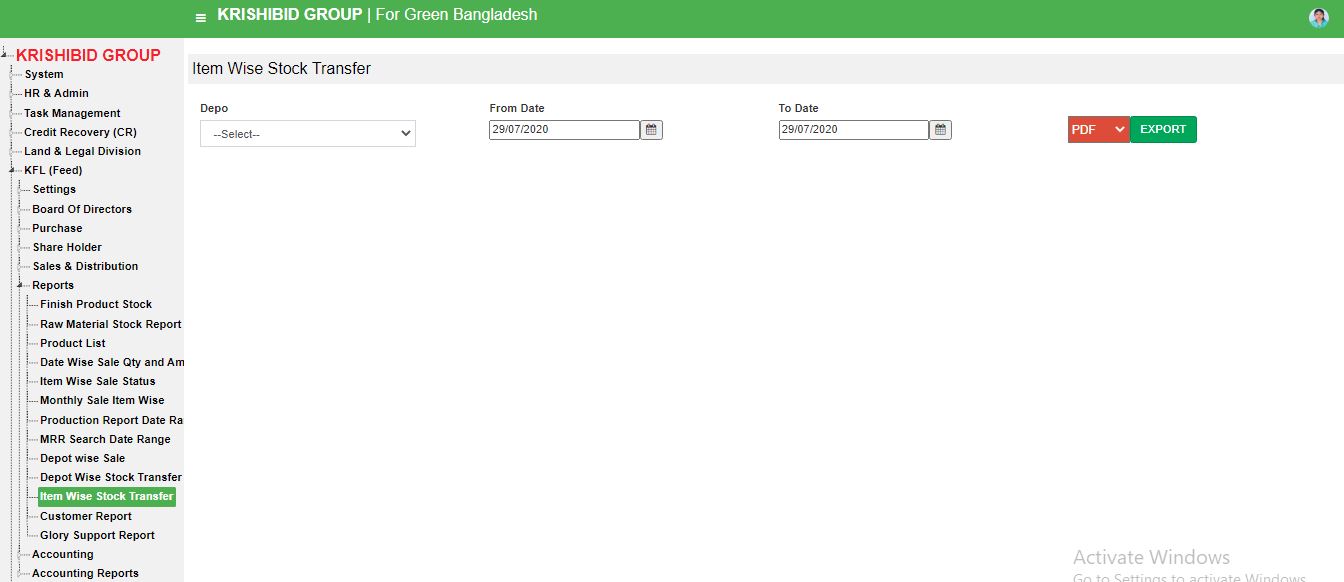 KRISHIBID GROUP | For Green Bangladesh
KRISHIBID GROUP
System
HR & Admin
Task Management
Credit Recovery (CR)
Land & Legal Division
KFL (Feed)
Settings
Board Of Directors
Purchase
Share Holder
Sales & Distribution
Reports
Finish Product Stock
Raw Material Stock Report
Product List
Date Wise Sale Qty and Am
Item Wise Sale Status
Monthly Sale Item Wise
Production Report Date Ra
MRR Search Date Range
Depot wise Sale
Depot Wise Stock Transfer
Item Wise Stock Transfer
Customer Report
Glory Support Report
Accounting
Accounting Reports
Item Wise Stock Transfer
Depo
--Select--
From Date
29/07/2020
To Date
29/07/2020
PDF
EXPORT
Activate Windows
Go to Settings to activate Windows.